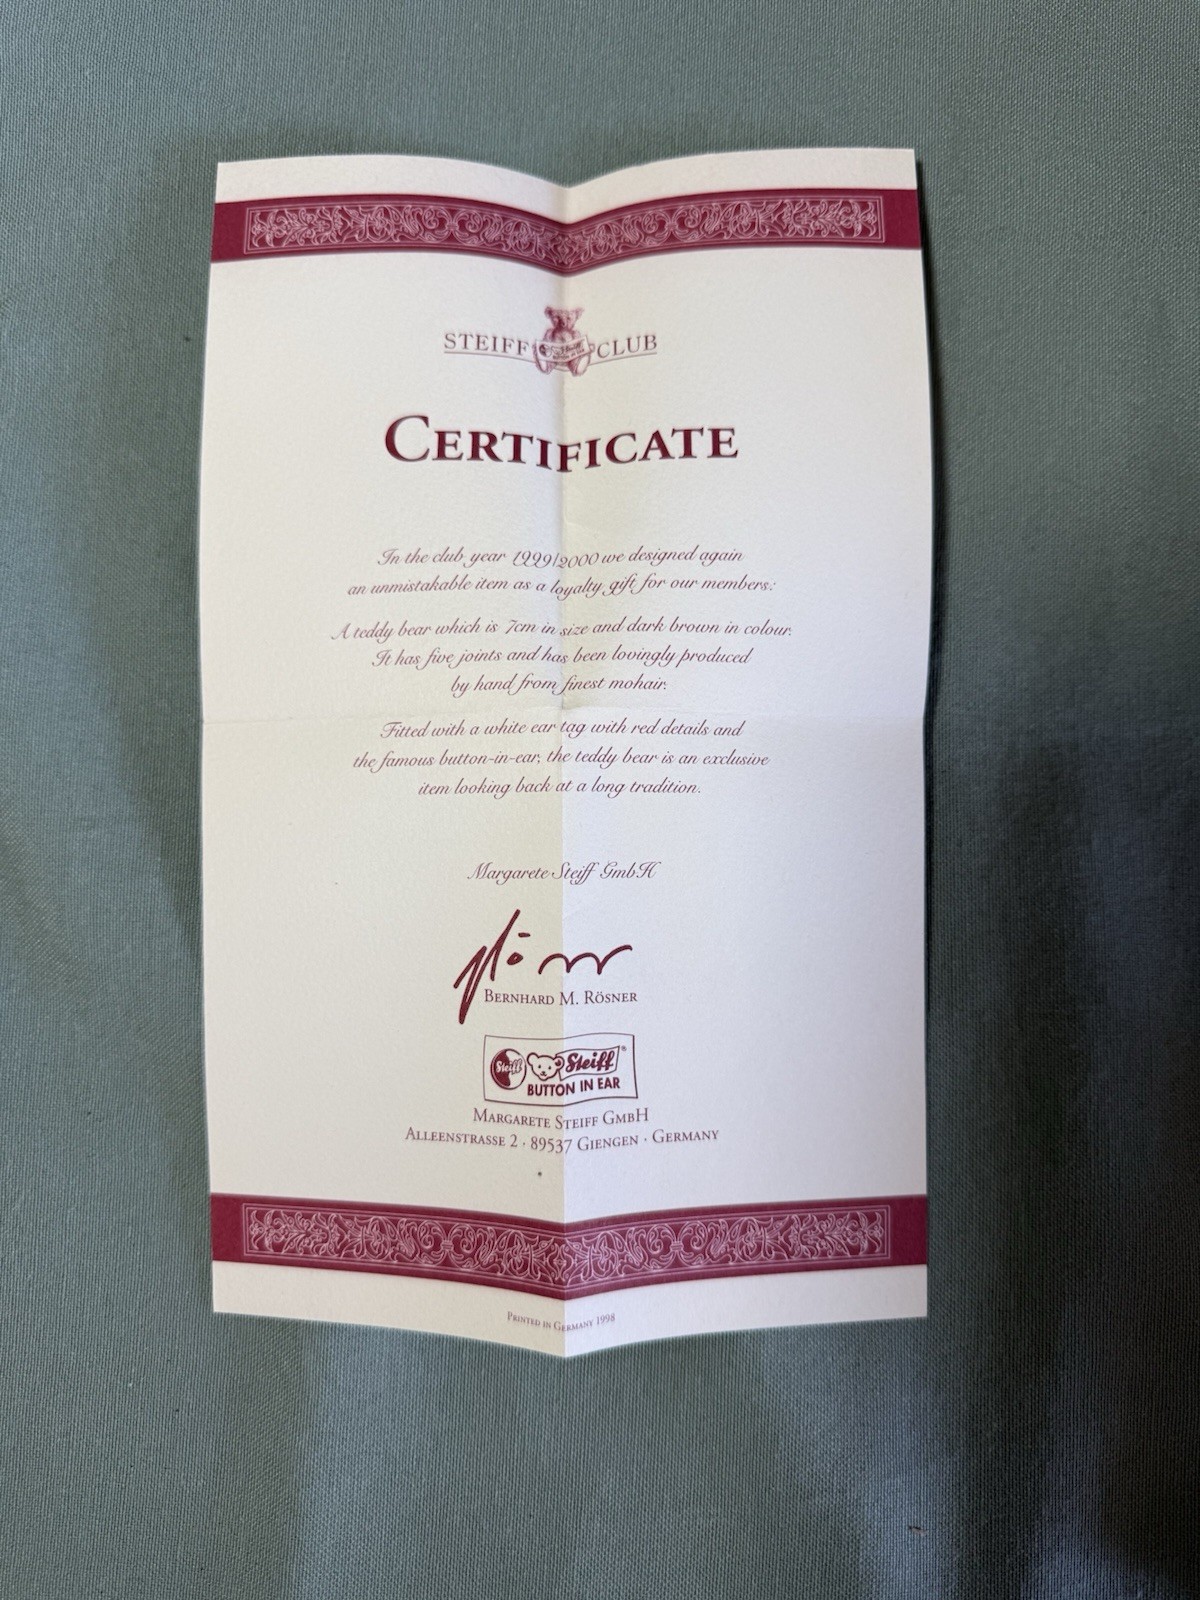 STEIFF CLUB
CERTIFICATE
In the club year 1999/2000 we designed again
an unmistakable item as a loyalty gift for our members:
A teddy bear which is 7cm in size and dark brown in colour.
It has five joints and has been lovingly produced
by hand from finest mohair.
Fitted with a white ear tag with red details and
the famous button-in-ear, the teddy bear is an exclusive
item looking back at a long tradition.
Margarete Steiff GmbH
BERNHARD M. RÖSNER
Steiff Steiff®
BUTTON IN EAR
MARGARETE STEIFF GMBH
ALLEENSTRASSE 2 · 89537 GIENGEN · GERMANY
PRINTED IN GERMANY 1998